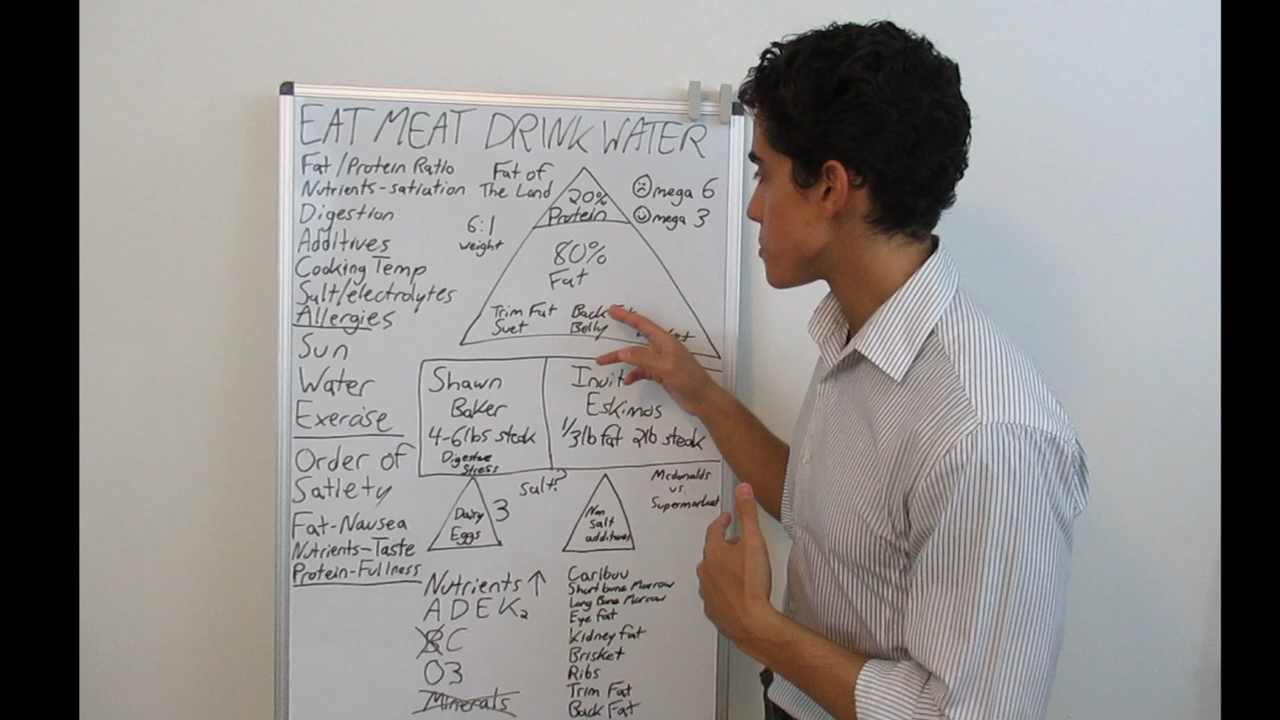 EAT MEAT DRINK WATER
Fat/Protein Ratio
Nutrients-satiation
Digestion
Additives
Cooking Temp
Salt/electrolytes
Allergies
Sun
Water
Exercise
Order of
Satiety
Fat-Nausea
Nutrients-Taste
Protein-Fullness
Fat of
The Land
6:1
weight
20%
Protein
80%
Fat
Trim Fat Back
Suet Belly
Omega 6
Omega 3
Shawn
Baker
4-6lbs steak
Digestive
Stress
Inuit
Eskimos
1/3lb fat 2lb steak
Salt?
Mcdonalds
vs.
Supermarket
Dairy
Eggs
3
Non
Salt
additives
Nutrients ↑
A D E K2
C
O3
Minerals
Caribou
Short bone Marrow
Long Bone Marrow
Eye Fat
Kidney Fat
Brisket
Ribs
Trim Fat
Back Fat